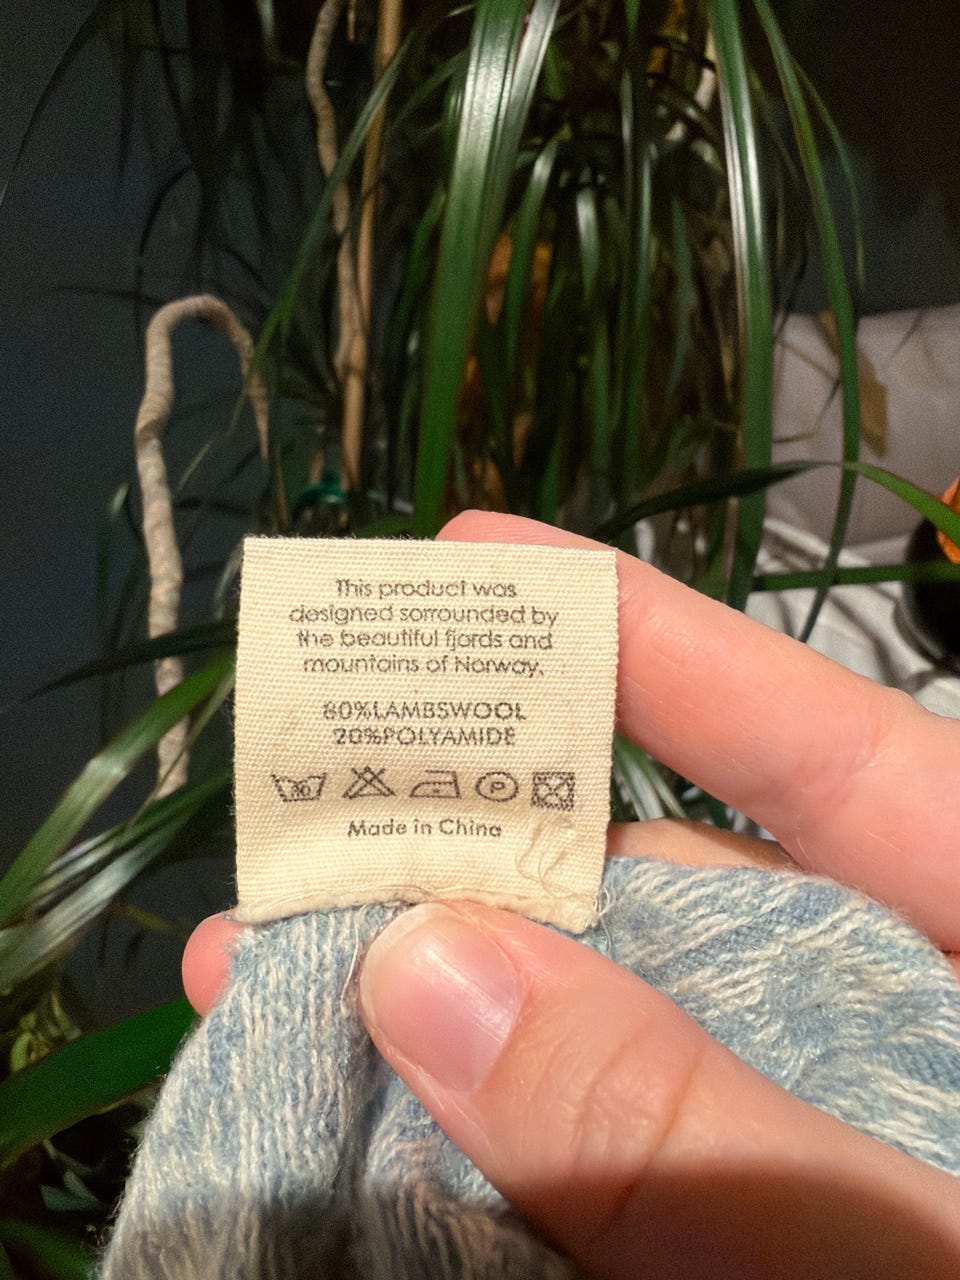 This product was
designed sorrounded by
the beautiful fjords and
mountains of Norway.
80%LAMBSWOOL
20%POLYAMIDE
30 P
Made in China